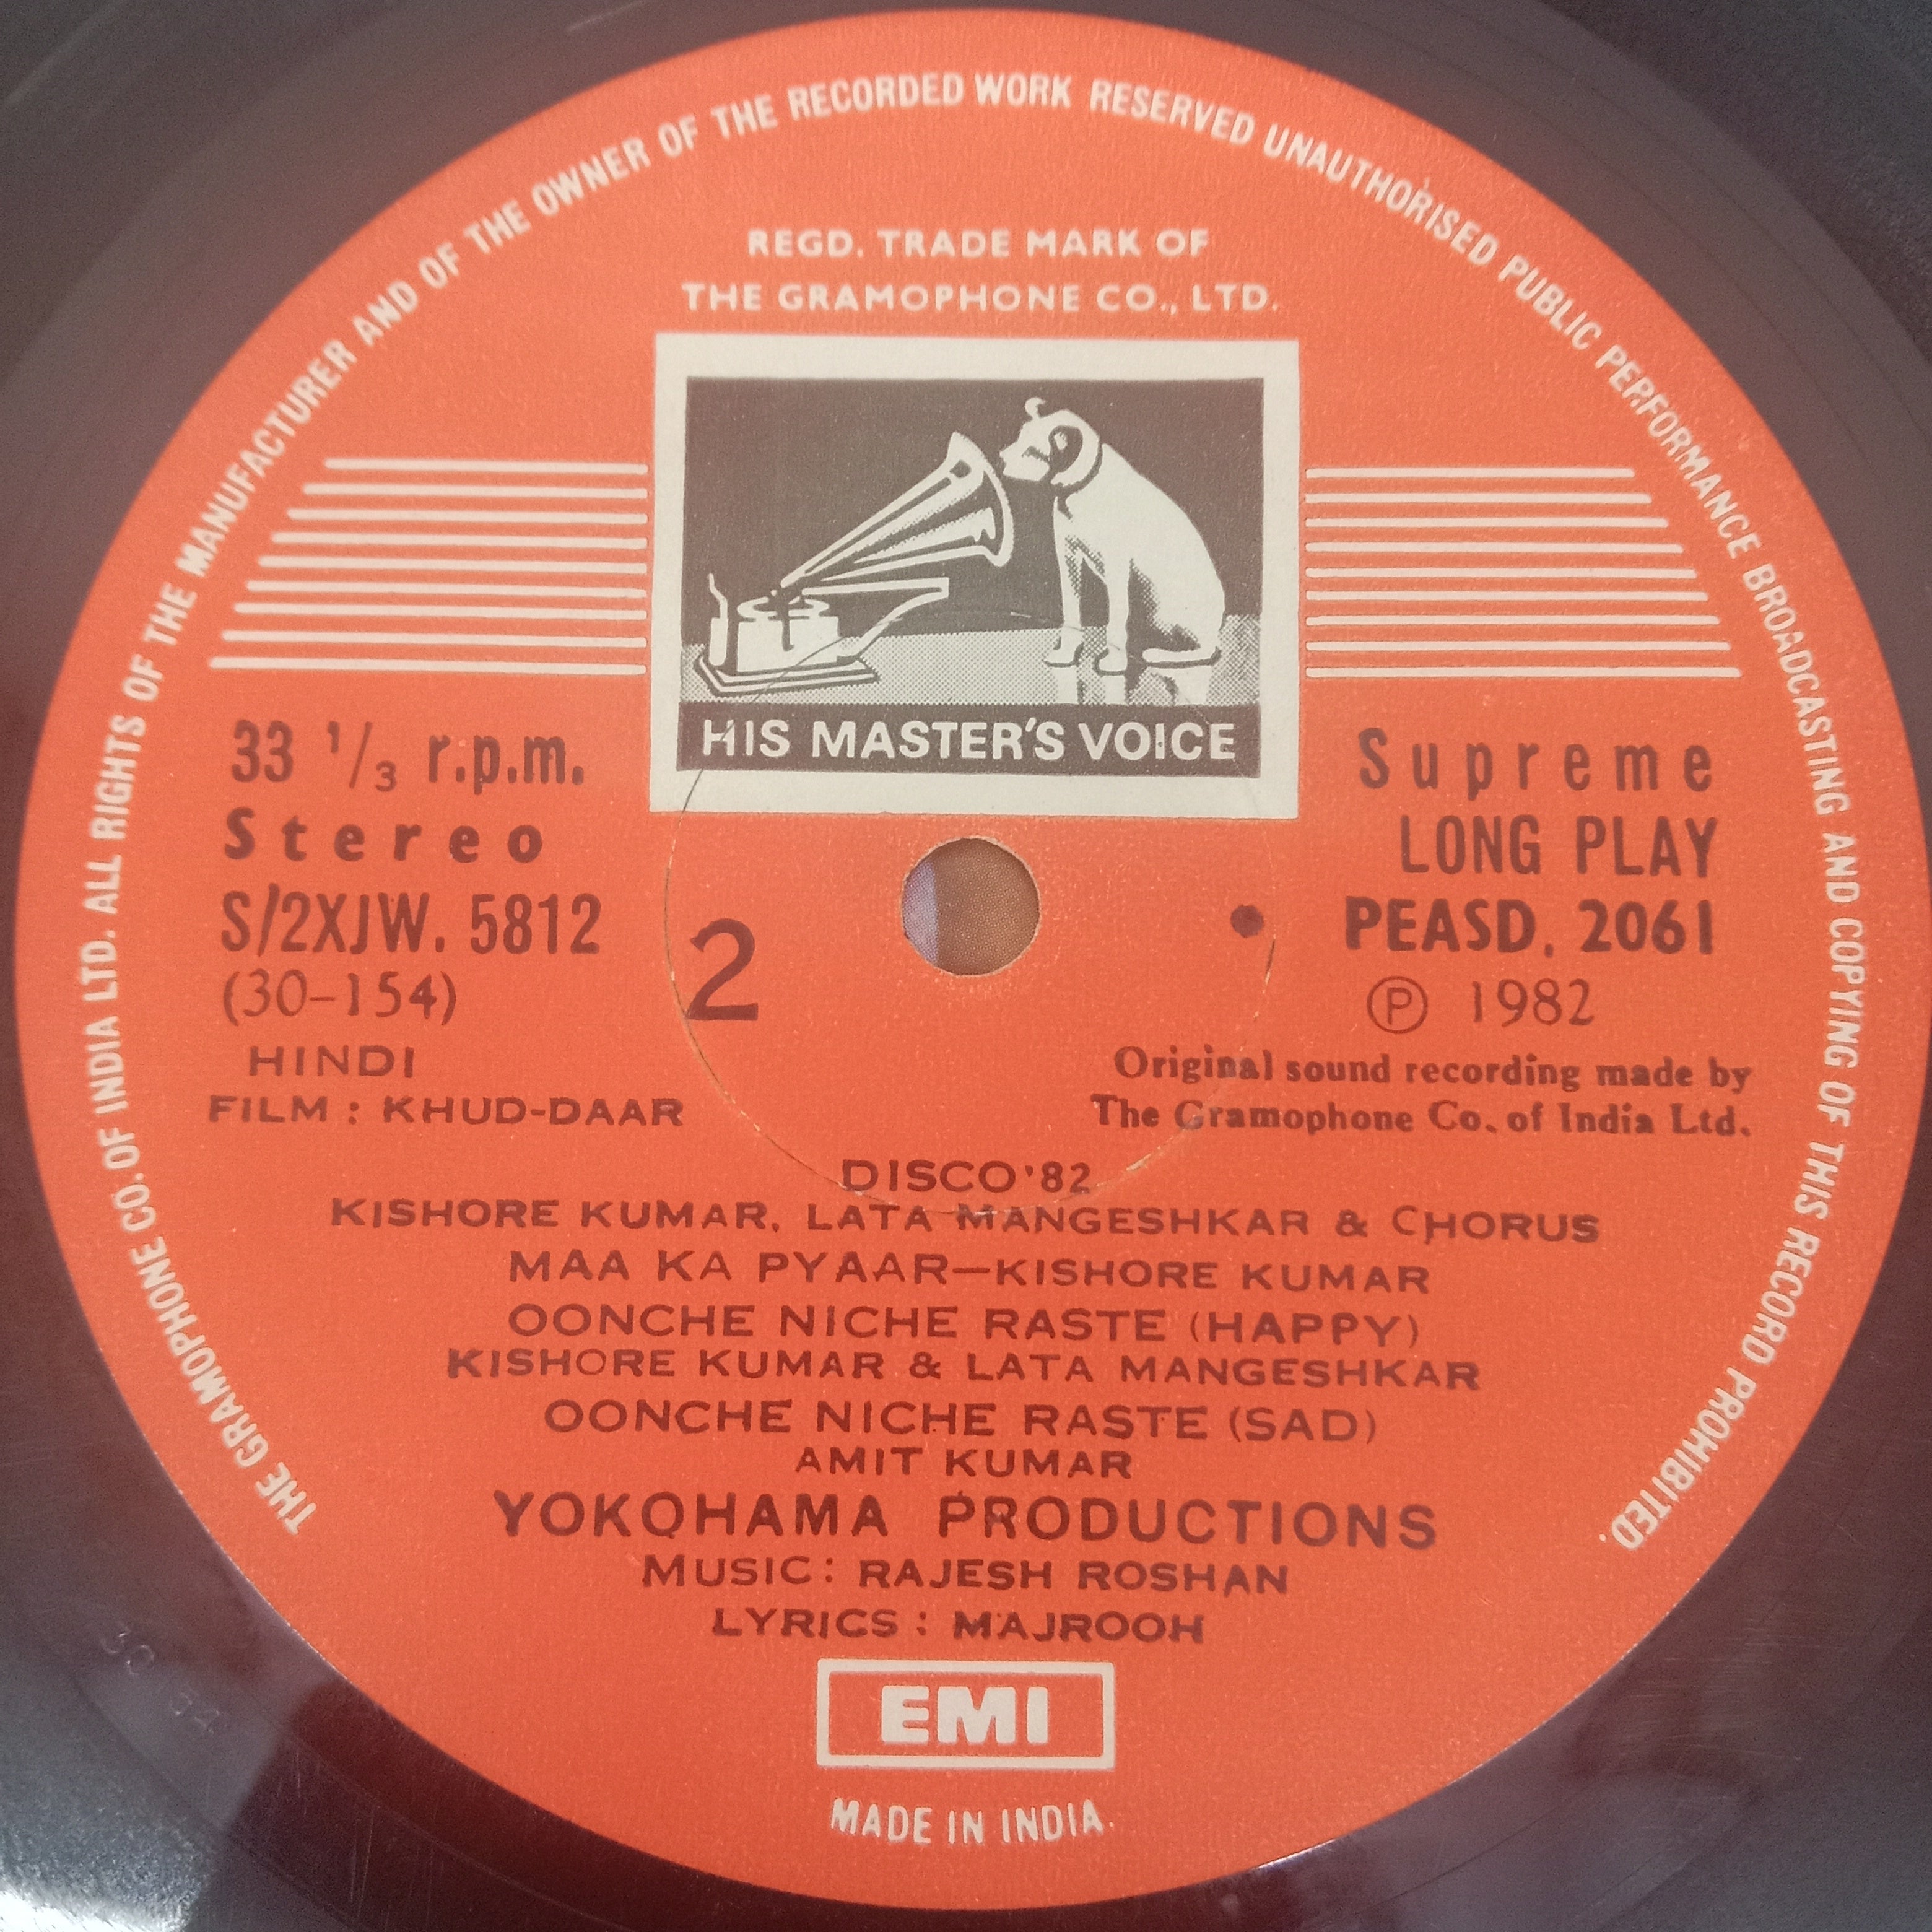 THE GRAMOPHONE CO. OF INDIA LTD. ALL RIGHTS OF THE MANUFACTURER AND OF THE OWNER OF THE RECORDED WORK RESERVED UNAUTHORISED PUBLIC PERFORMANCE BROADCASTING AND COPYING OF THIS RECORD PROHIBITED.
REGD. TRADE MARK OF
THE GRAMOPHONE CO., LTD.
HIS MASTER'S VOICE
33 1/3 r.p.m.
Stereo
S/2XJW. 5812
(30-154)
HINDI
FILM : KHUD-DAAR
2
Supreme
LONG PLAY
PEASD. 2061
Ⓟ 1982
Original sound recording made by
The Gramophone Co. of India Ltd.
DISCO'82
KISHORE KUMAR, LATA MANGESHKAR & CHORUS
MAA KA PYAAR—KISHORE KUMAR
OONCHE NICHE RASTE (HAPPY)
KISHORE KUMAR & LATA MANGESHKAR
OONCHE NICHE RASTE (SAD)
AMIT KUMAR
YOKOHAMA PRODUCTIONS
MUSIC: RAJESH ROSHAN
LYRICS : MAJROOH
EMI
MADE IN INDIA.